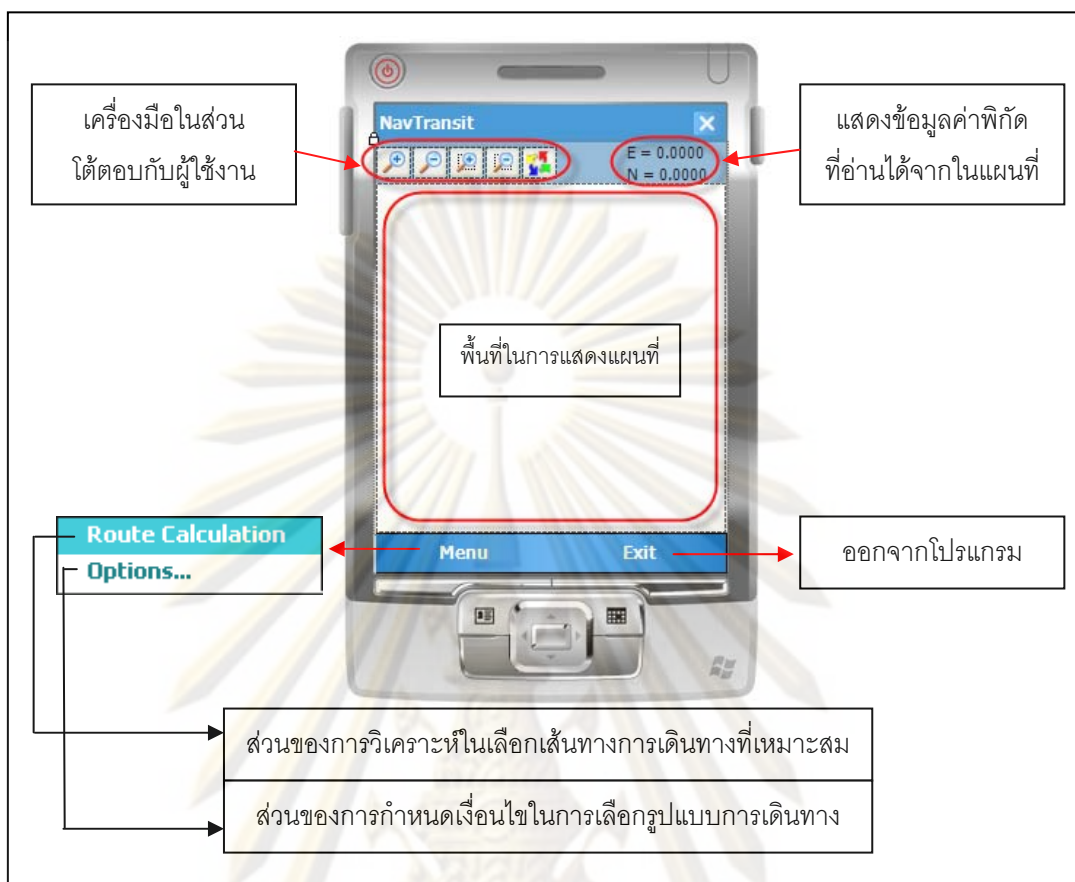 เครื่องมือในส่วน
โต้ตอบกับผู้ใช้งาน
NavTransit
E = 0.0000
N = 0.0000
แสดงข้อมูลค่าพิกัด
ที่อ่านได้จากในแผนที่
พื้นที่ในการแสดงแผนที่
Route Calculation
Options...
Menu
Exit
ออกจากโปรแกรม
ส่วนของการวิเคราะห์ในเลือกเส้นทางการเดินทางที่เหมาะสม
ส่วนของการกำหนดเงื่อนไขในการเลือกรูปแบบการเดินทาง